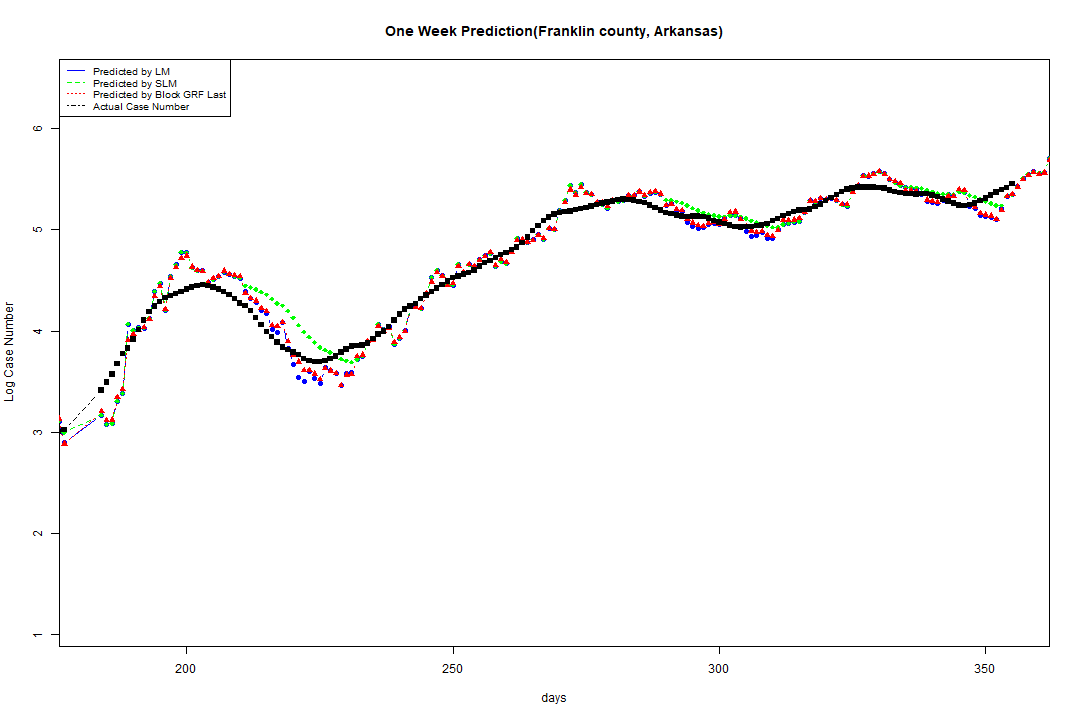 One Week Prediction(Franklin county, Arkansas)
Predicted by LM
Predicted by SLM
Predicted by Block GRF Last
Actual Case Number
6
5
4
3
2
1
Log Case Number
200
250
300
350
days